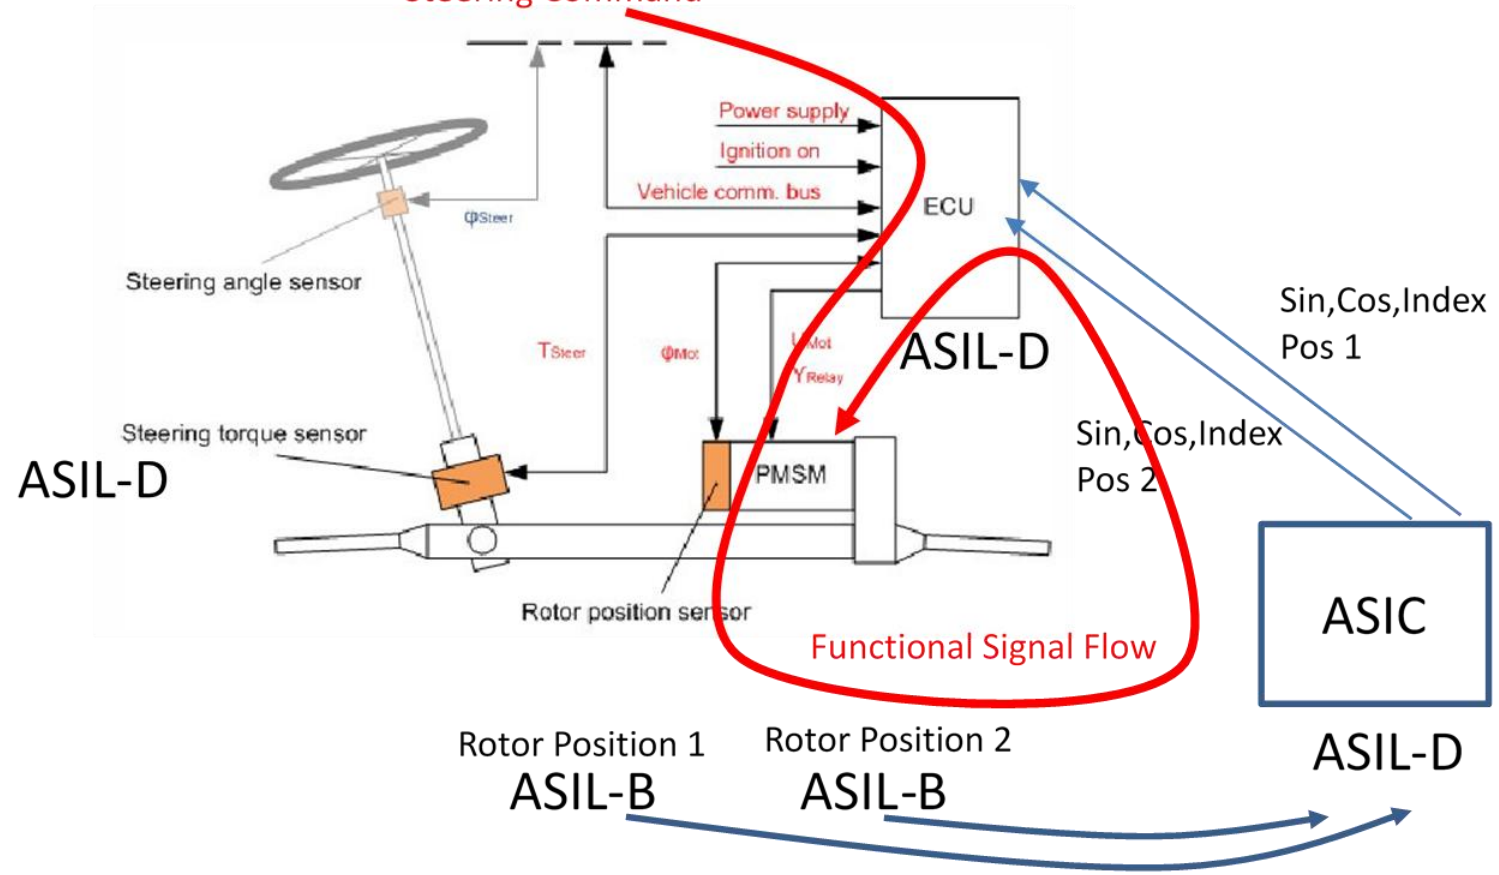 Steering Command
Power supply
Ignition on
Vehicle comm. bus
ECU
φSteer
Steering angle sensor
Sin,Cos,Index
Pos 1
TSteer
φMot
UMot
YRelay
ASIL-D
Steering torque sensor
ASIL-D
Sin,Cos,Index
Pos 2
PMSM
Rotor position sensor
ASIC
Functional Signal Flow
Rotor Position 1
ASIL-B
Rotor Position 2
ASIL-B
ASIL-D